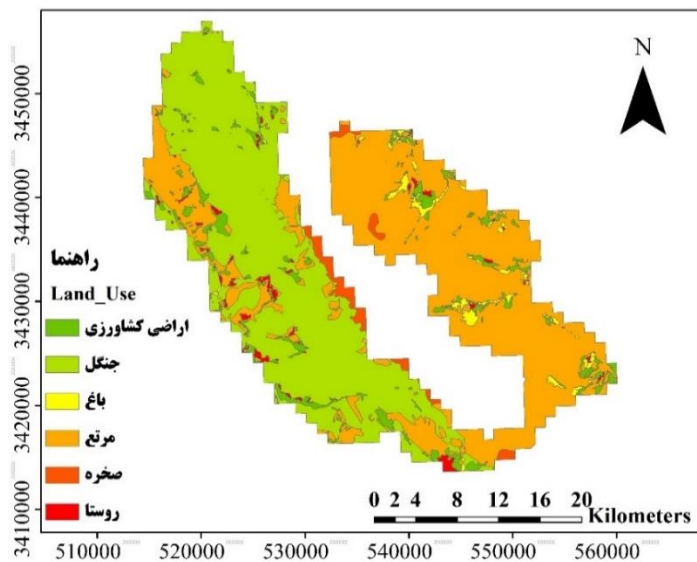 N
3450000
3440000
3430000
3420000
3410000
راهنما
Land_Use
اراضی کشاورزی
جنگل
باغ
مرتع
صخره
روستا
0 2 4 8 12 16 20
Kilometers
510000 520000 530000 540000 550000 560000